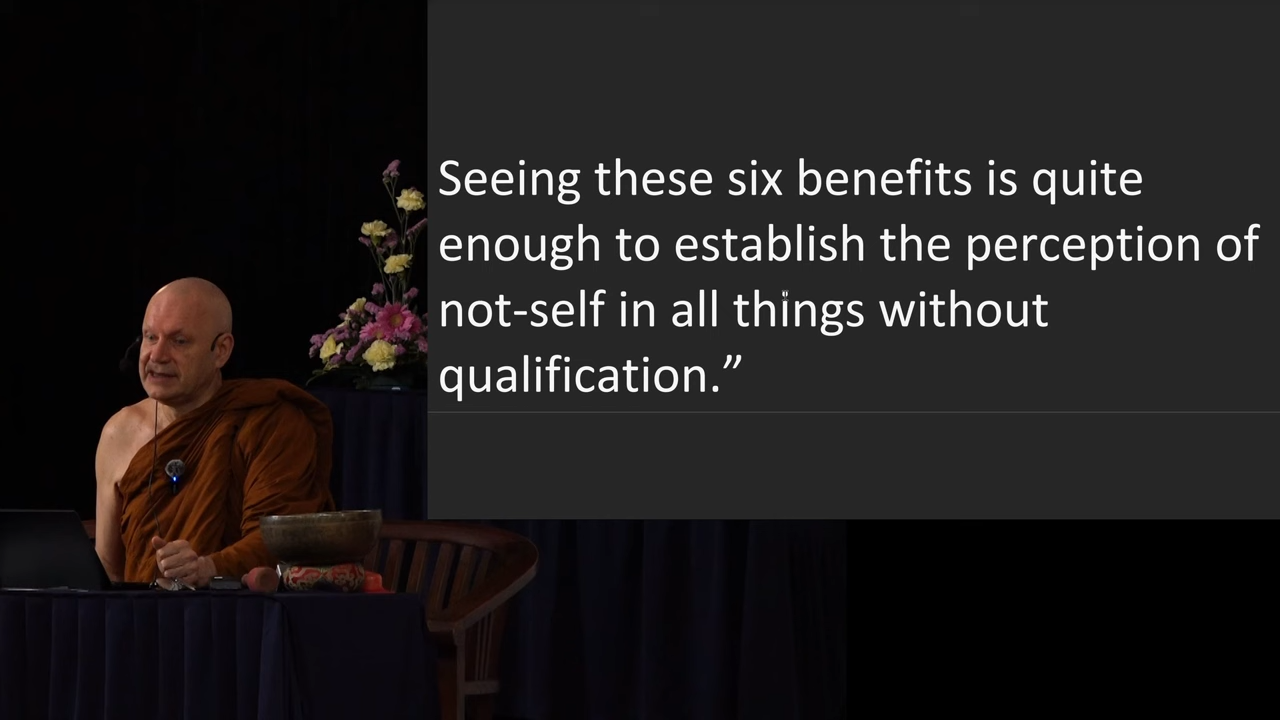 Seeing these six benefits is quite
enough to establish the perception of
not-self in all things without
qualification.”